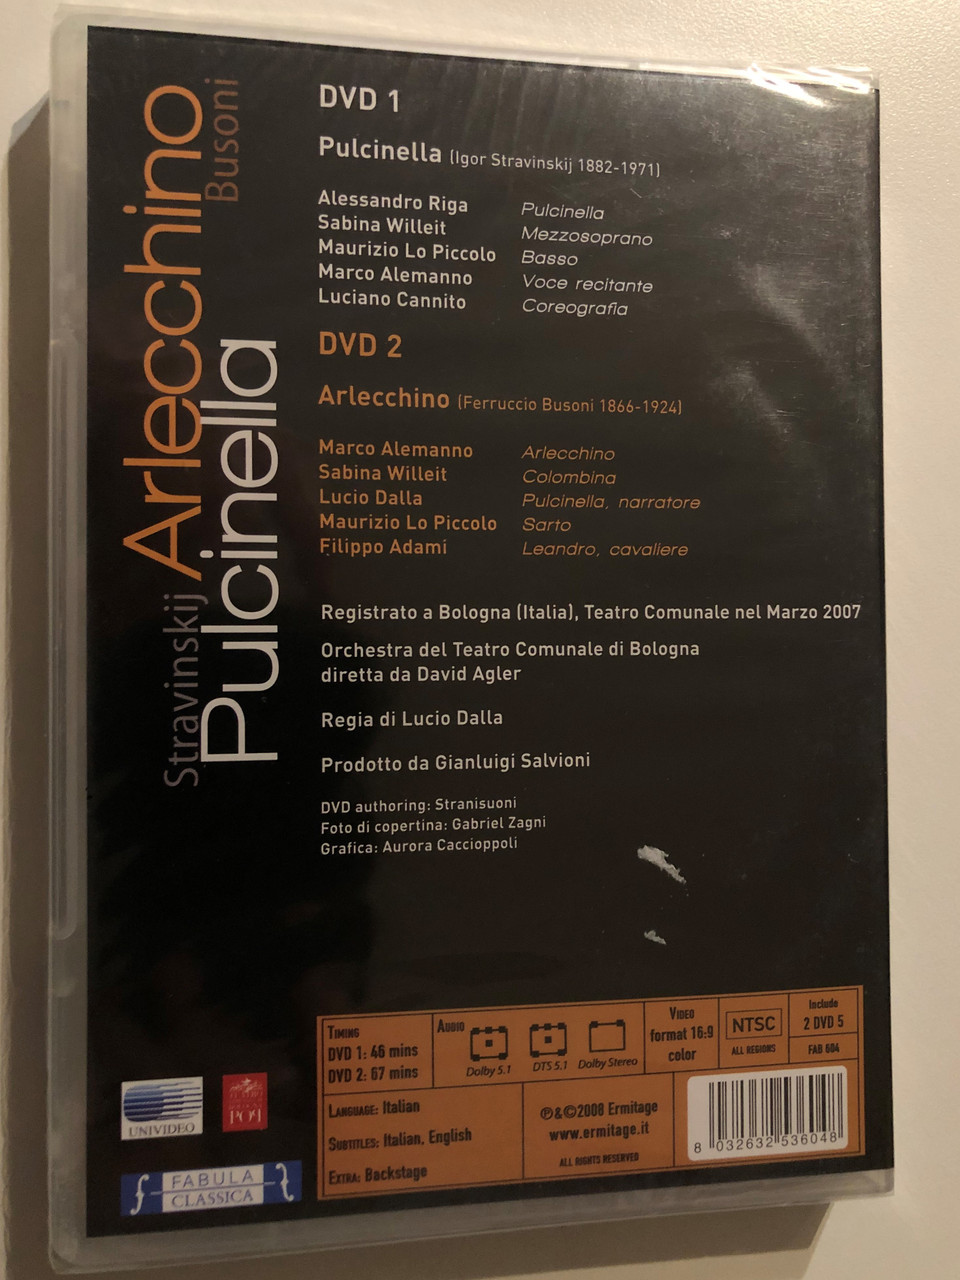 Stravinskij Arlecchino Busoni
Pulcinella
DVD 1
Pulcinella (Igor Stravinskij 1882-1971)
Alessandro Riga Pulcinella
Sabina Willeit Mezzosoprano
Maurizio Lo Piccolo Basso
Marco Alemanno Voce recitante
Luciano Cannito Coreografia
DVD 2
Arlecchino (Ferruccio Busoni 1866-1924)
Marco Alemanno Arlecchino
Sabina Willeit Colombina
Lucio Dalla Pulcinella, narratore
Maurizio Lo Piccolo Sarto
Filippo Adami Leandro, cavaliere
Registrato a Bologna (Italia), Teatro Comunale nel Marzo 2007
Orchestra del Teatro Comunale di Bologna
diretta da David Agler
Regia di Lucio Dalla
Prodotto da Gianluigi Salvioni
DVD authoring: Stranisuoni
Foto di copertina: Gabriel Zagni
Grafica: Aurora Caccioppoli
Timing
DVD 1: 46 mins
DVD 2: 67 mins
Audio
Dolby 5.1 DTS 5.1 Dolby Stereo
Video
format 16:9
color
NTSC
ALL REGIONS
Include
2 DVD 5
FAB 604
Language: Italian
Subtitles: Italian, English
Extra: Backstage
℗&©2008 Ermitage
www.ermitage.it
ALL RIGHTS RESERVED
8 032632 536048
UNIVIDEO
FABULA
CLASSICA